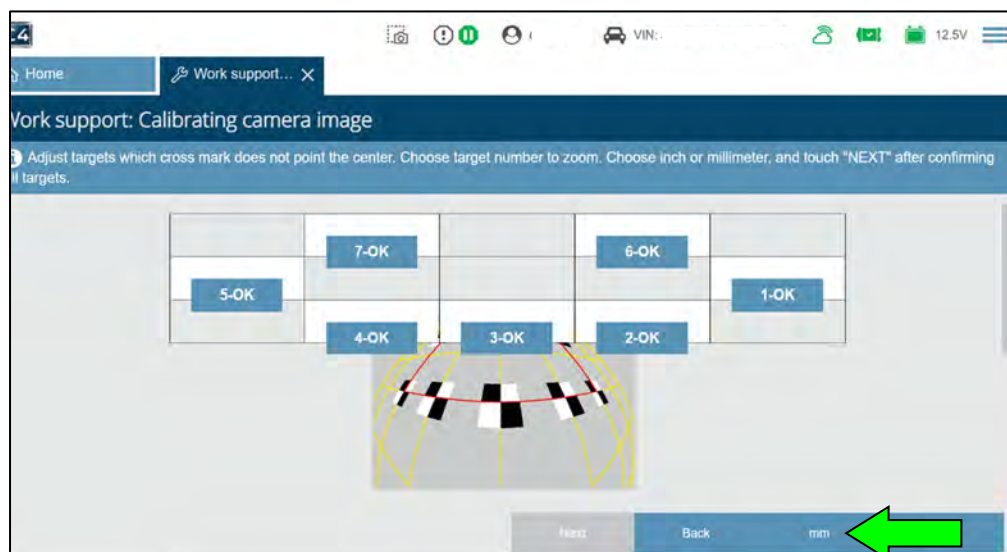 VIN:
12.5V
Home
Work support... X
Work support: Calibrating camera image
Adjust targets which cross mark does not point the center. Choose target number to zoom. Choose inch or millimeter, and touch "NEXT" after confirming
all targets.
7-OK
6-OK
5-OK
1-OK
4-OK
3-OK
2-OK
Next
Back
mm